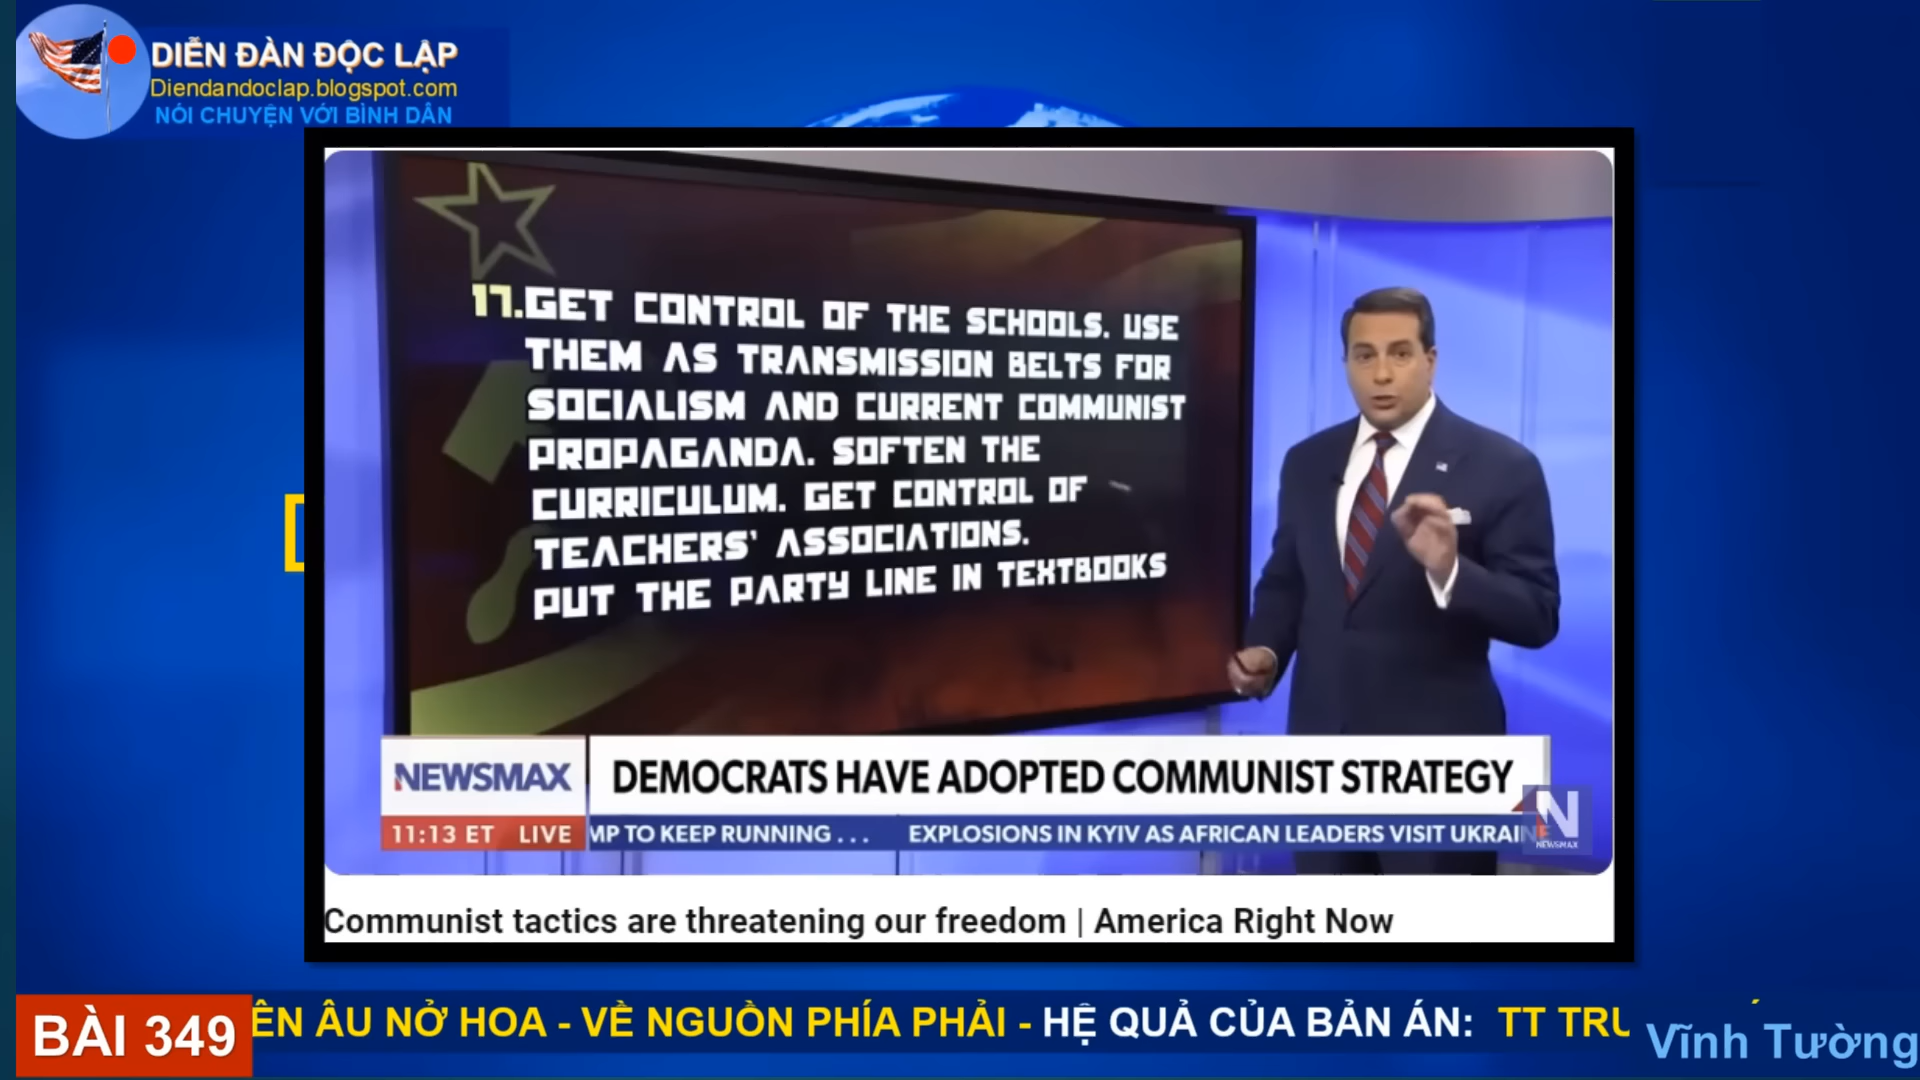 DIỄN ĐÀN ĐỘC LẬP
Diendandoclap.blogspot.com
NÓI CHUYỆN VỚI BÌNH DÂN
17. GET CONTROL OF THE SCHOOLS. USE
THEM AS TRANSMISSION BELTS FOR
SOCIALISM AND CURRENT COMMUNIST
PROPAGANDA. SOFTEN THE
CURRICULUM. GET CONTROL OF
TEACHERS' ASSOCIATIONS.
PUT THE PARTY LINE IN TEXTBOOKS
NEWSMAX
DEMOCRATS HAVE ADOPTED COMMUNIST STRATEGY
11:13 ET LIVE
MP TO KEEP RUNNING . . . EXPLOSIONS IN KYIV AS AFRICAN LEADERS VISIT UKRAIN
N
NEWSMAX
Communist tactics are threatening our freedom | America Right Now
BÀI 349
ÊN ÂU NỞ HOA - VỀ NGUỒN PHÍA PHẢI - HỆ QUẢ CỦA BẢN ÁN: TT TRU
Vĩnh Tường